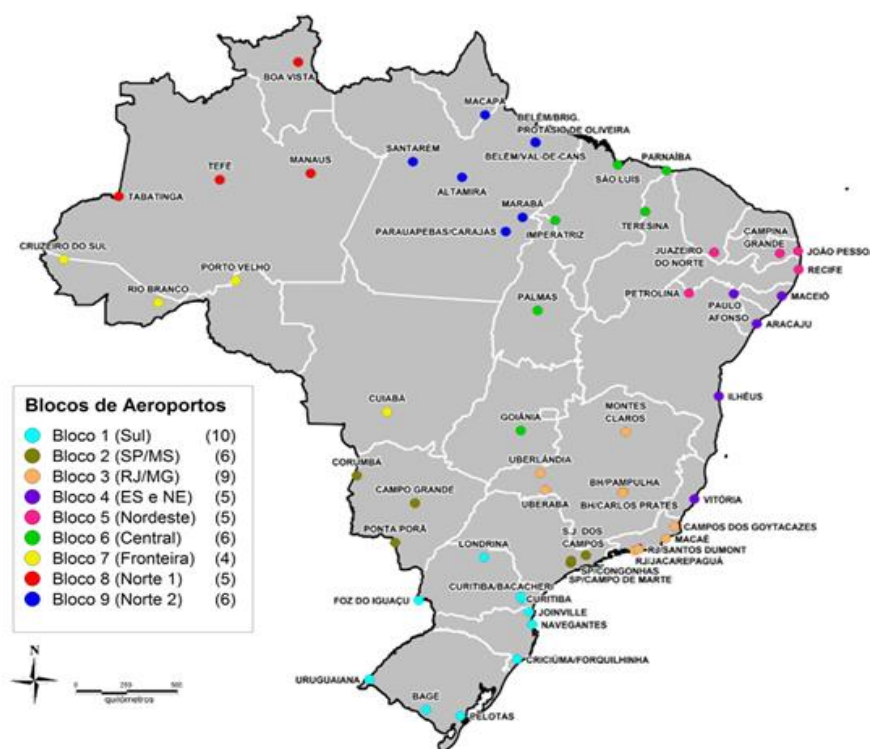 BOA VISTA
MACAPÁ
BELÉM/BRIG.
PROTÁSIO DE OLIVEIRA
SANTARÉM
BELÉM/VAL-DE-CANS
PARNAÍBA
TEFÉ
MANAUS
SÃO LUIS
ALTAMIRA
TABATINGA
MARABÁ
TERESINA
CAMPINA
GRANDE
PARAUAPEBAS/CARAJÁS
IMPERATRIZ
CRUZEIRO DO SUL
JUAZEIRO
DO NORTE
JOÃO PESSOA
RECIFE
PORTO VELHO
RIO BRANCO
PALMAS
PETROLINA
PAULO
AFONSO
MACEIÓ
ARACAJU
CUIABÁ
ILHÉUS
GOIÂNIA
MONTES
CLAROS
CORUMBÁ
UBERLÂNDIA
CAMPO GRANDE
UBERABA
BH/PAMPULHA
BH/CARLOS PRATES
VITÓRIA
PONTA PORÃ
LONDRINA
S.J. DOS
CAMPOS
CAMPOS DOS GOYTACAZES
MACAÉ
RJ/SANTOS DUMONT
RJ/JACAREPAGUÁ
SP/CONGONHAS
SP/CAMPO DE MARTE
CURITIBA/BACACHERI
FOZ DO IGUAÇU
CURITIBA
JOINVILLE
NAVEGANTES
CRICIÚMA/FORQUILHINHA
URUGUAIANA
BAGÉ
PELOTAS
Blocos de Aeroportos
Bloco 1 (Sul) (10)
Bloco 2 (SP/MS) (6)
Bloco 3 (RJ/MG) (9)
Bloco 4 (ES e NE) (5)
Bloco 5 (Nordeste) (5)
Bloco 6 (Central) (6)
Bloco 7 (Fronteira) (4)
Bloco 8 (Norte 1) (5)
Bloco 9 (Norte 2) (6)
N
0 250 500
quilômetros